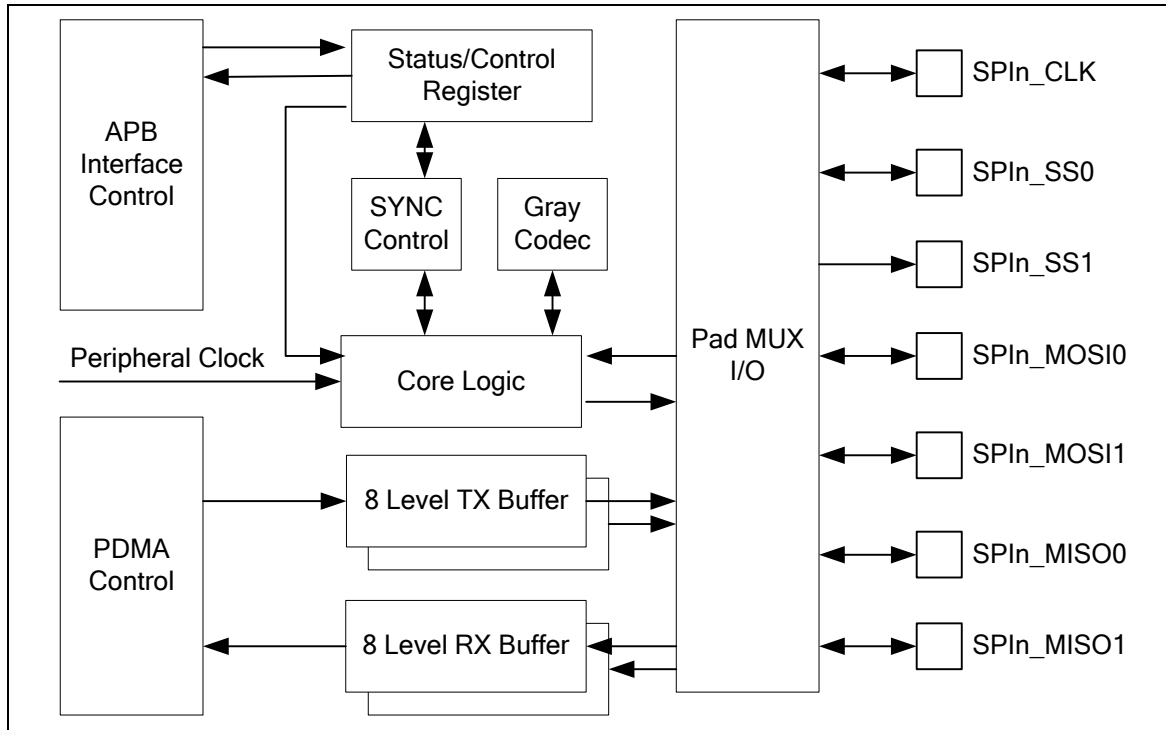 APB
Interface
Control
Status/Control
Register
SYNC
Control
Gray
Codec
Peripheral Clock
Core Logic
PDMA
Control
8 Level TX Buffer
8 Level RX Buffer
Pad MUX
I/O
SPIn_CLK
SPIn_SS0
SPIn_SS1
SPIn_MOSI0
SPIn_MOSI1
SPIn_MISO0
SPIn_MISO1